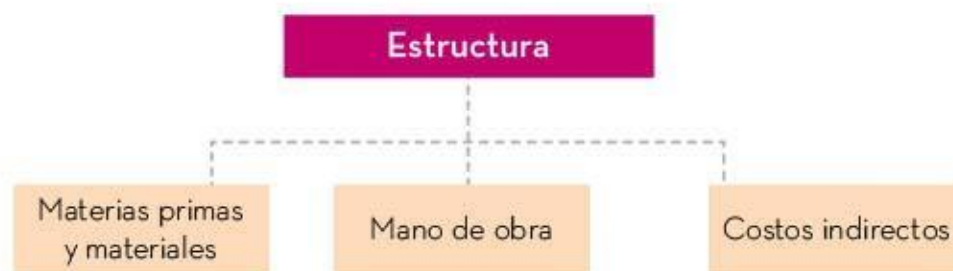 Estructura
Materias primas
y materiales
Mano de obra
Costos indirectos